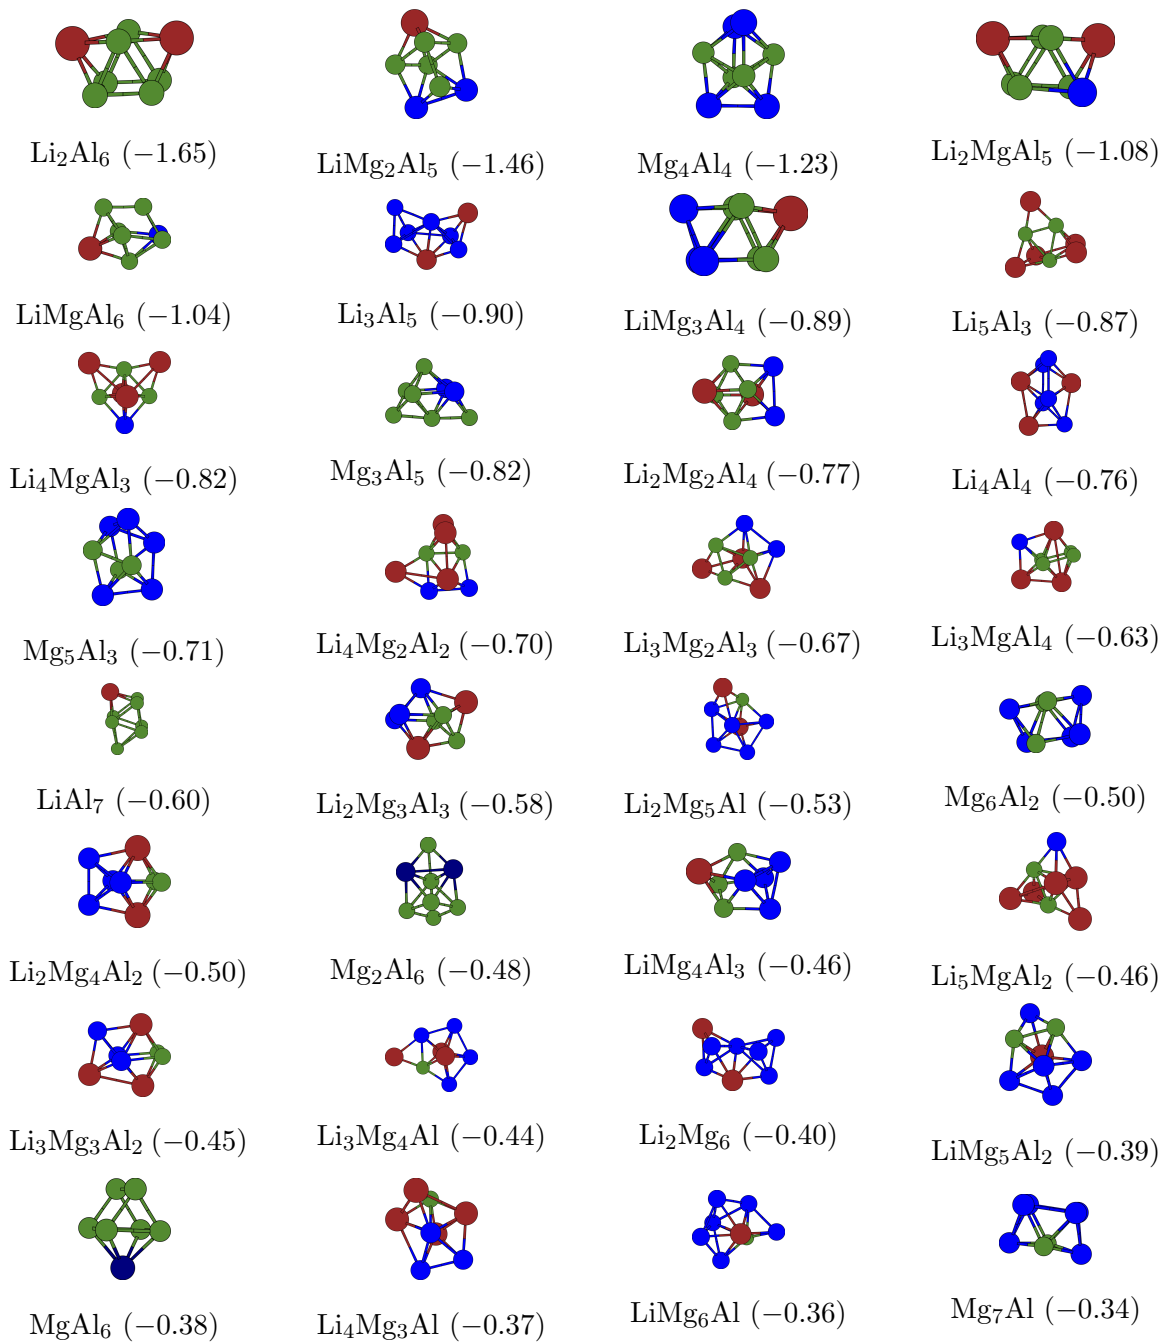 Li₂Al₆ (−1.65) LiMg₂Al₅ (−1.46) Mg₄Al₄ (−1.23) Li₂MgAl₅ (−1.08)
LiMgAl₆ (−1.04) Li₃Al₅ (−0.90) LiMg₃Al₄ (−0.89) Li₅Al₃ (−0.87)
Li₄MgAl₃ (−0.82) Mg₃Al₅ (−0.82) Li₂Mg₂Al₄ (−0.77) Li₄Al₄ (−0.76)
Mg₅Al₃ (−0.71) Li₄Mg₂Al₂ (−0.70) Li₃Mg₂Al₃ (−0.67) Li₃MgAl₄ (−0.63)
LiAl₇ (−0.60) Li₂Mg₃Al₃ (−0.58) Li₂Mg₅Al (−0.53) Mg₆Al₂ (−0.50)
Li₂Mg₄Al₂ (−0.50) Mg₂Al₆ (−0.48) LiMg₄Al₃ (−0.46) Li₅MgAl₂ (−0.46)
Li₃Mg₃Al₂ (−0.45) Li₃Mg₄Al (−0.44) Li₂Mg₆ (−0.40) LiMg₅Al₂ (−0.39)
MgAl₆ (−0.38) Li₄Mg₃Al (−0.37) LiMg₆Al (−0.36) Mg₇Al (−0.34)